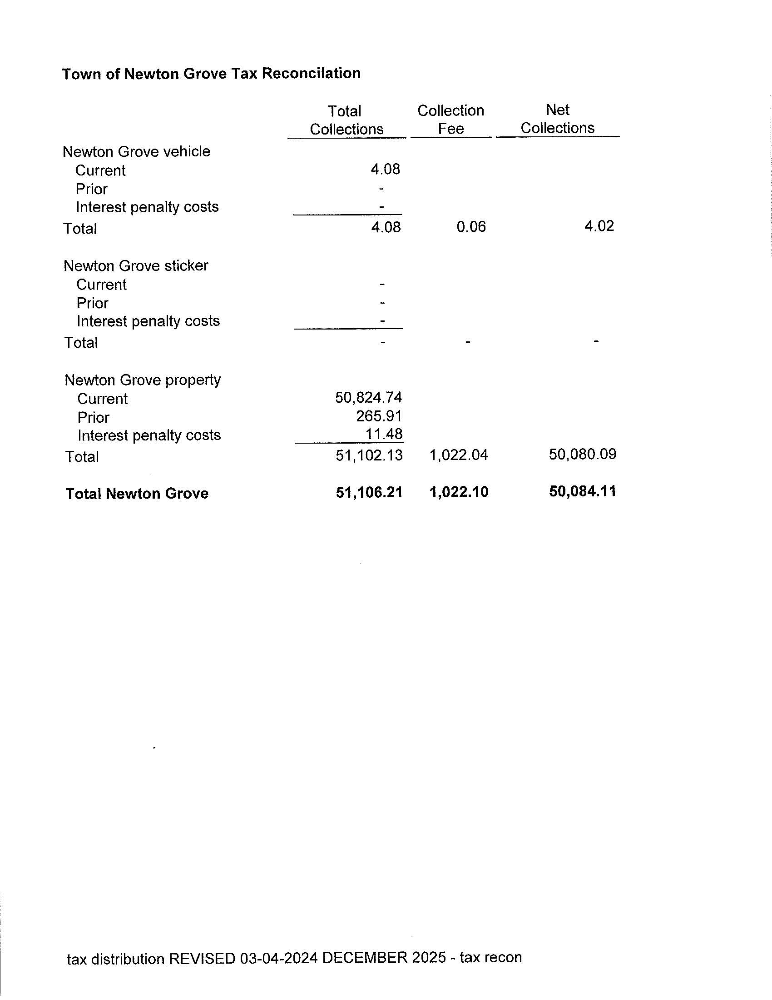 Town of Newton Grove Tax Reconcilation
Total Collection Net
Collections Fee Collections
Newton Grove vehicle
Current 4.08
Prior -
Interest penalty costs -
Total 4.08 0.06 4.02
Newton Grove sticker
Current -
Prior -
Interest penalty costs -
Total - - -
Newton Grove property
Current 50,824.74
Prior 265.91
Interest penalty costs 11.48
Total 51,102.13 1,022.04 50,080.09
Total Newton Grove 51,106.21 1,022.10 50,084.11
tax distribution REVISED 03-04-2024 DECEMBER 2025 - tax recon